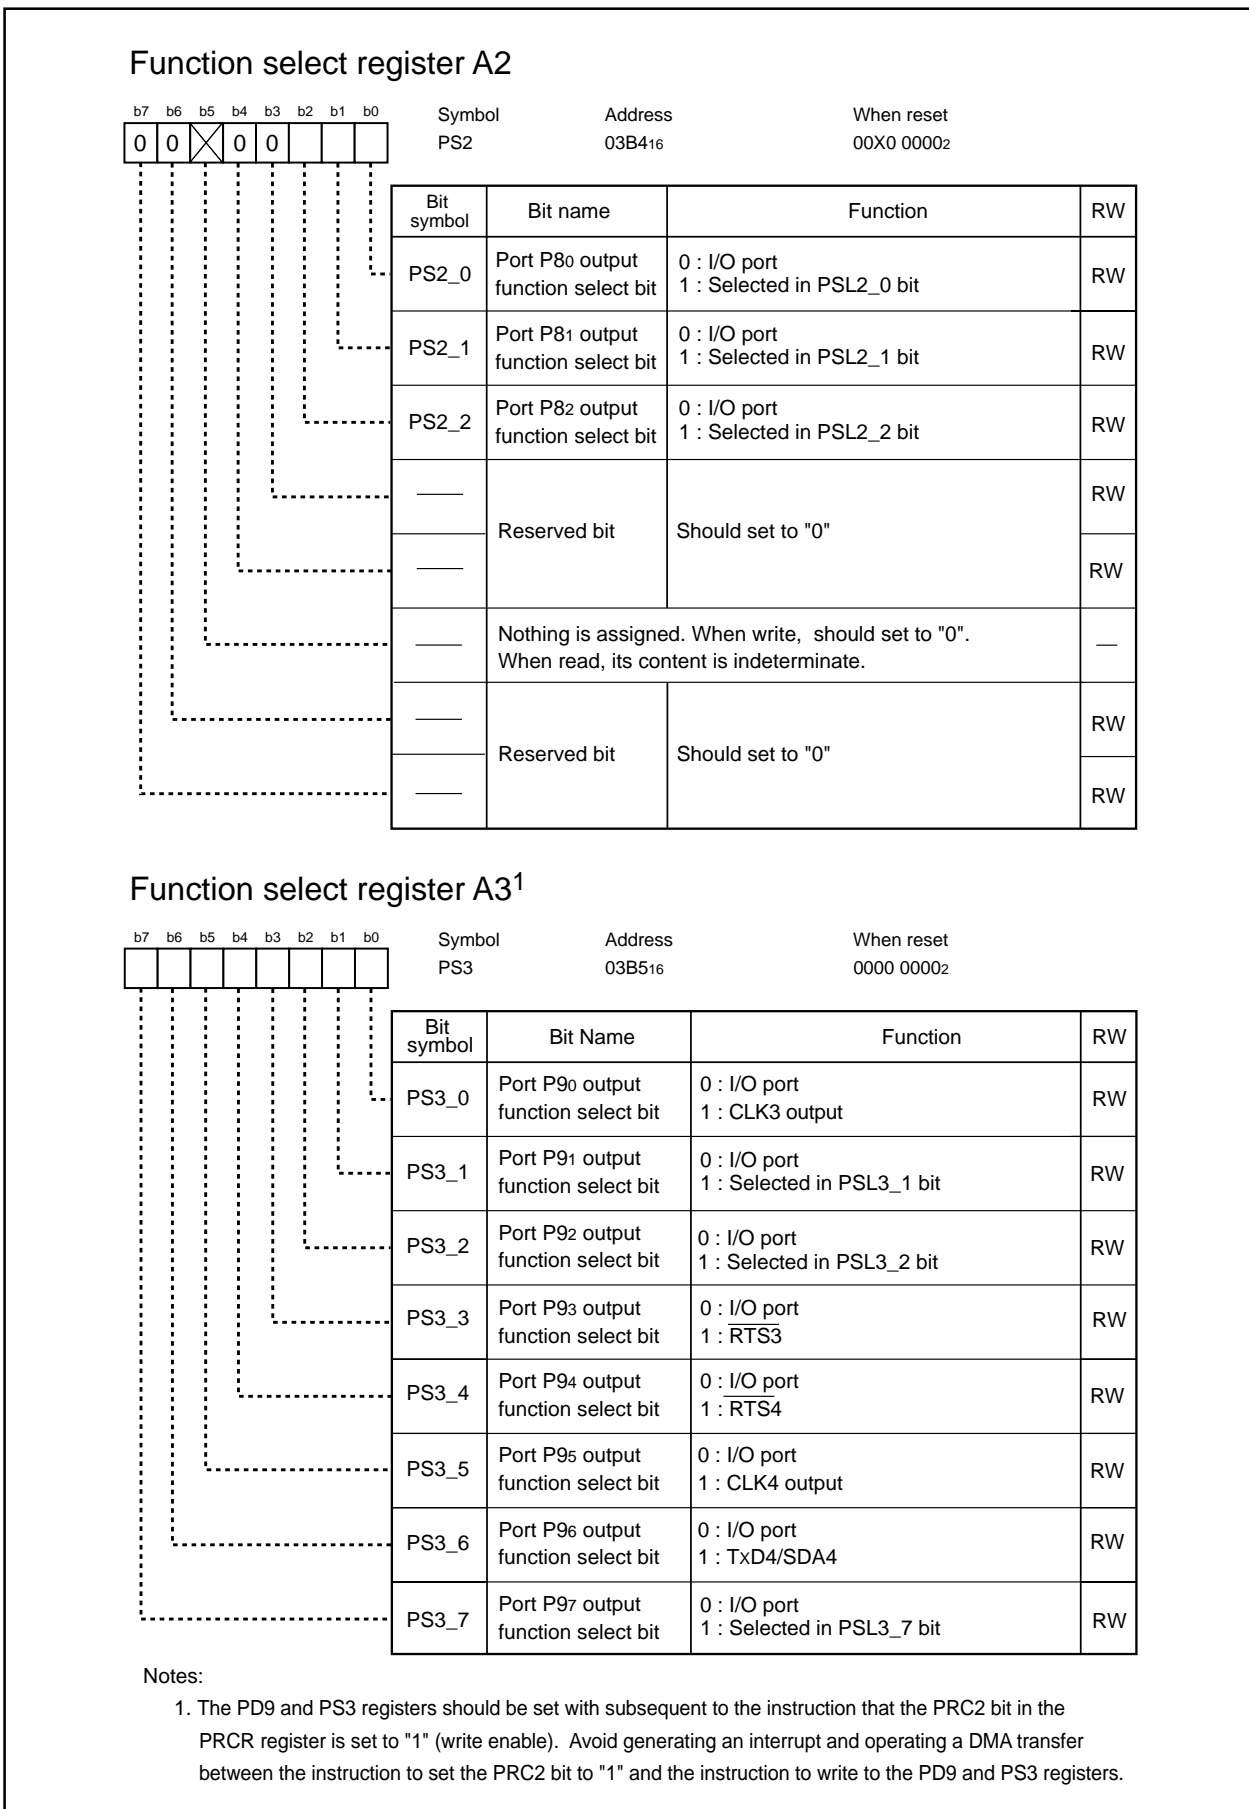 Function select register A2
b7 b6 b5 b4 b3 b2 b1 b0 Symbol Address When reset
0 0 0 0 PS2 03B416 00X0 00002
Bit symbol Bit name Function RW
PS2_0 Port P80 output function select bit 0 : I/O port 1 : Selected in PSL2_0 bit RW
PS2_1 Port P81 output function select bit 0 : I/O port 1 : Selected in PSL2_1 bit RW
PS2_2 Port P82 output function select bit 0 : I/O port 1 : Selected in PSL2_2 bit RW
RW
Reserved bit Should set to "0"
RW
Nothing is assigned. When write, should set to "0".
When read, its content is indeterminate.
RW
Reserved bit Should set to "0"
RW
Function select register A3¹
b7 b6 b5 b4 b3 b2 b1 b0 Symbol Address When reset
PS3 03B516 0000 00002
Bit symbol Bit Name Function RW
PS3_0 Port P90 output function select bit 0 : I/O port 1 : CLK3 output RW
PS3_1 Port P91 output function select bit 0 : I/O port 1 : Selected in PSL3_1 bit RW
PS3_2 Port P92 output function select bit 0 : I/O port 1 : Selected in PSL3_2 bit RW
PS3_3 Port P93 output function select bit 0 : I/O port 1 : RTS3 RW
PS3_4 Port P94 output function select bit 0 : I/O port 1 : RTS4 RW
PS3_5 Port P95 output function select bit 0 : I/O port 1 : CLK4 output RW
PS3_6 Port P96 output function select bit 0 : I/O port 1 : TxD4/SDA4 RW
PS3_7 Port P97 output function select bit 0 : I/O port 1 : Selected in PSL3_7 bit RW
Notes:
1. The PD9 and PS3 registers should be set with subsequent to the instruction that the PRC2 bit in the
PRCR register is set to "1" (write enable). Avoid generating an interrupt and operating a DMA transfer
between the instruction to set the PRC2 bit to "1" and the instruction to write to the PD9 and PS3 registers.